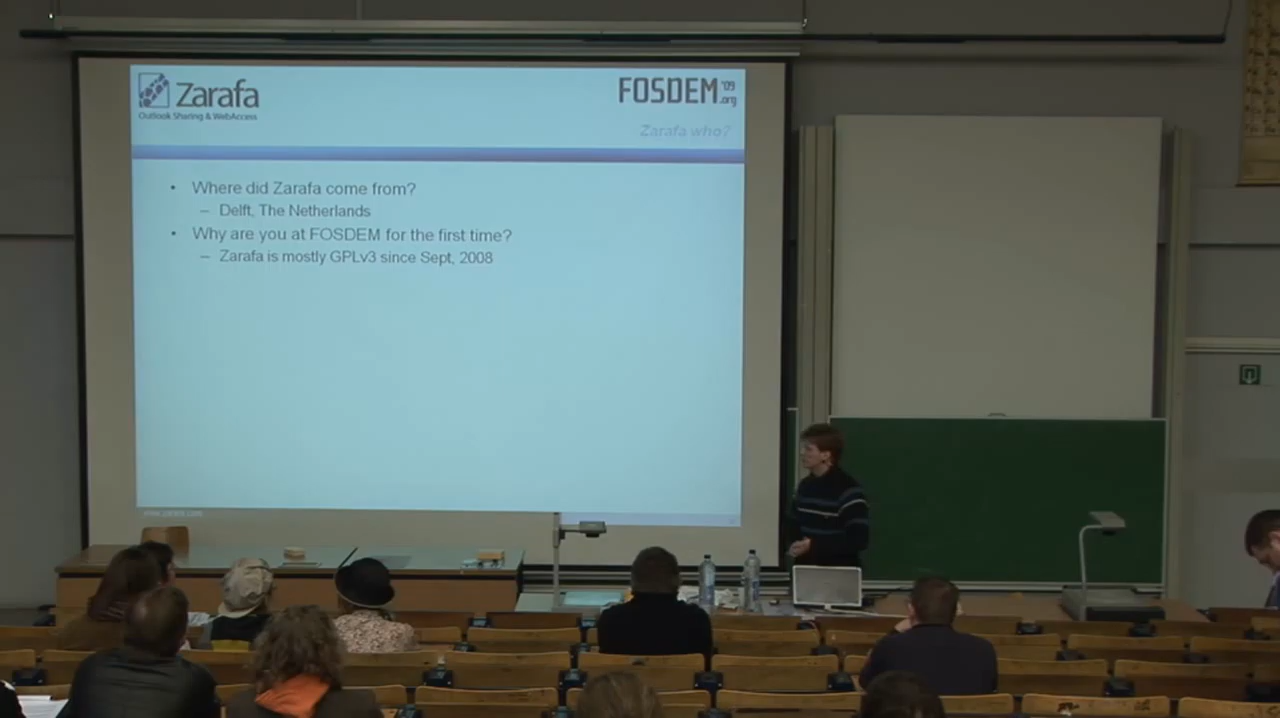 Zarafa
Outlook Sharing & WebAccess
FOSDEM '09 .org
Zarafa who?
• Where did Zarafa come from?
– Delft, The Netherlands
• Why are you at FOSDEM for the first time?
– Zarafa is mostly GPLv3 since Sept, 2008